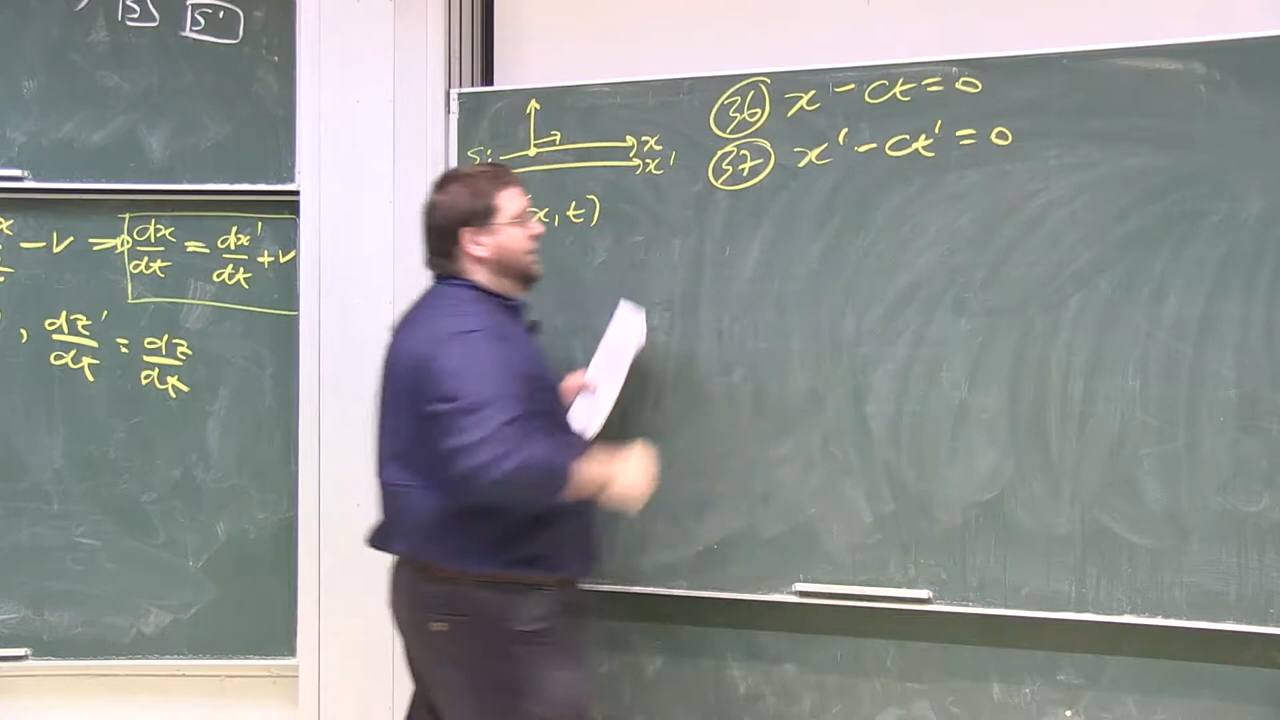 S S'
- v => dx/dt = dx'/dt + v
, dz'/dt = dz/dt
S: x
x'
x, t)
36 x - ct = 0
37 x' - ct' = 0